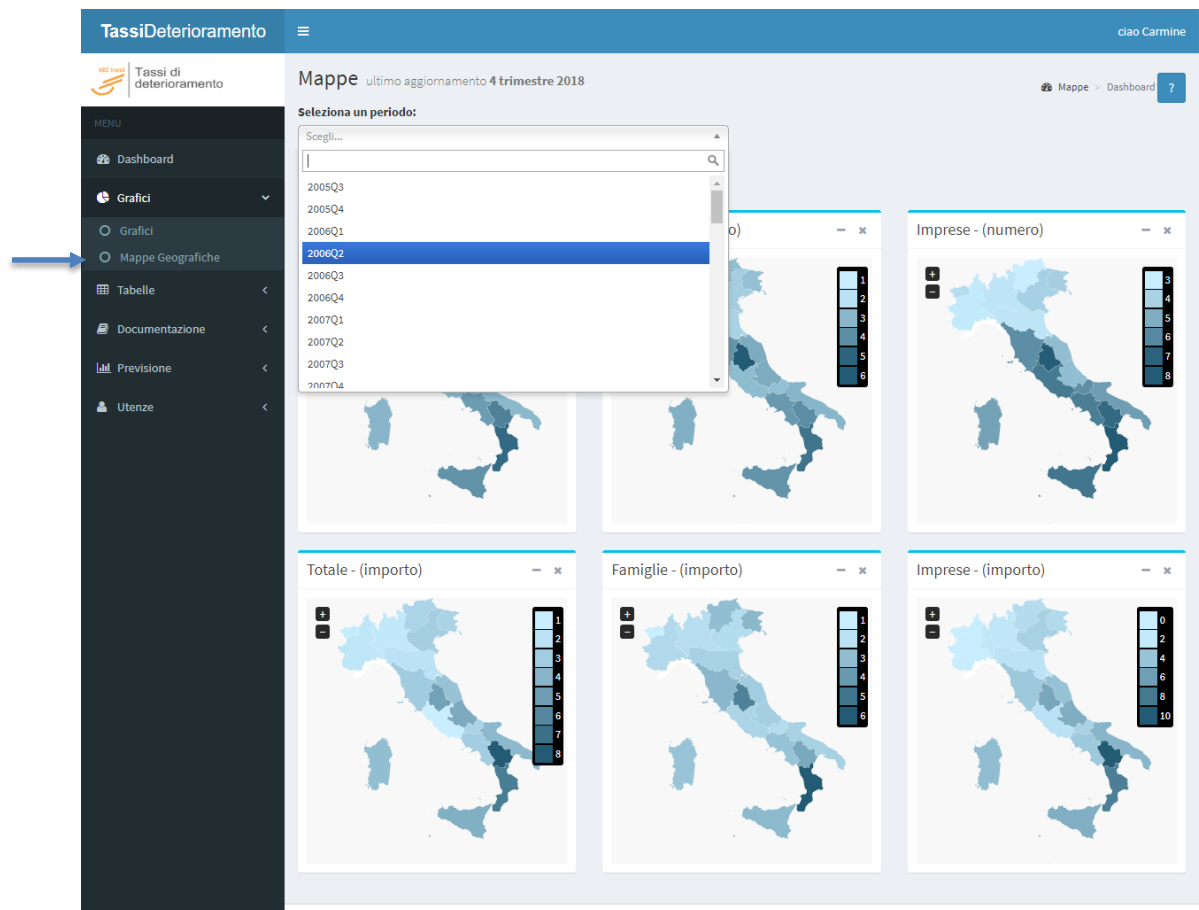 TassiDeterioramento
ciao Carmine
ABI trend
Tassi di
deterioramento
Mappe ultimo aggiornamento 4 trimestre 2018
Mappe > Dashboard ?
MENU
Dashboard
Grafici
Grafici
Mappe Geografiche
Tabelle
Documentazione
Previsione
Utenze
Seleziona un periodo:
Scegli...
2005Q3
2005Q4
2006Q1
2006Q2
2006Q3
2006Q4
2007Q1
2007Q2
2007Q3
2007Q4
o)
1
2
3
4
5
6
Imprese - (numero)
+
−
3
4
5
6
7
8
Totale - (importo)
+
−
1
2
3
4
5
6
7
8
Famiglie - (importo)
+
−
1
2
3
4
5
6
Imprese - (importo)
+
−
0
2
4
6
8
10